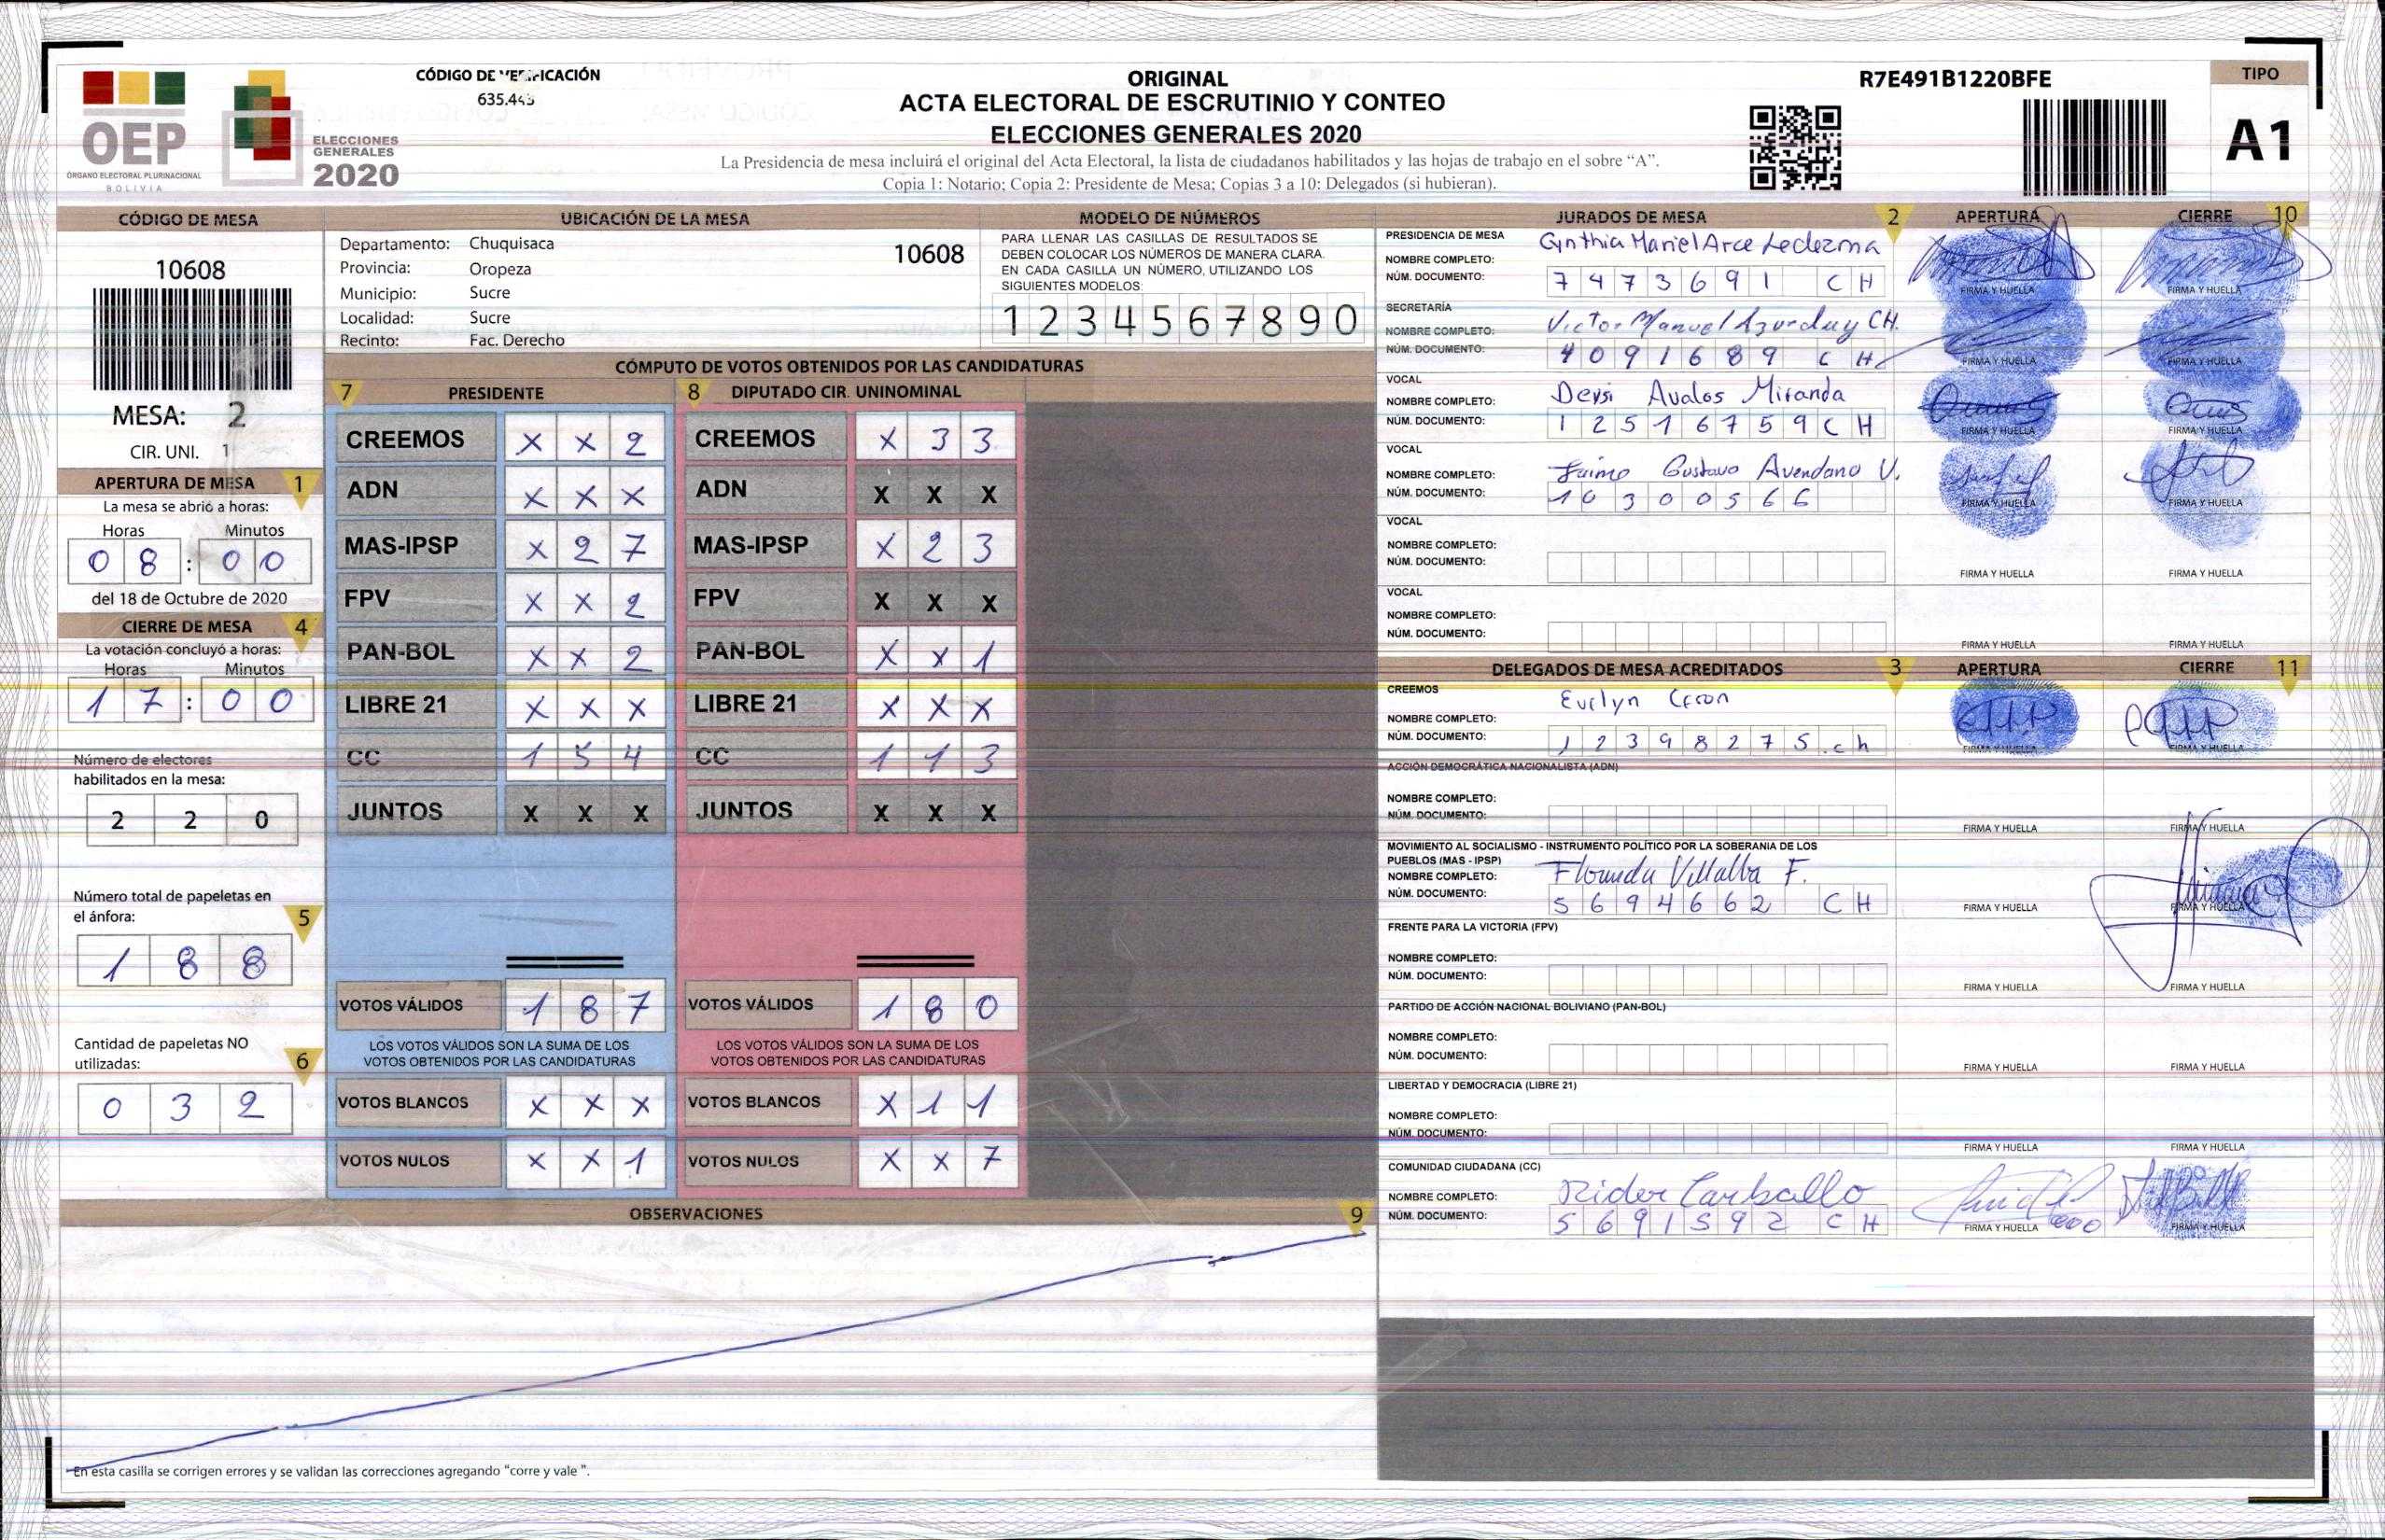 CÓDIGO DE VERIFICACIÓN
ORIGINAL
ACTA ELECTORAL DE ESCRUTINIO Y CONTEO
ELECCIONES GENERALES 2020
La Presidencia de mesa incluirá el original del Acta Electoral, la lista de ciudadanos habilitados y las hojas de trabajo en el sobre “A”.
Copia 1: Notario; Copia 2: Presidente de Mesa; Copias 3 a 10: Delegados (si hubieran).
R7E491B1220BFE
TIPO
A1
OEP
ÓRGANO ELECTORAL PLURINACIONAL
BOLIVIA
ELECCIONES
GENERALES
2020
CÓDIGO DE MESA
10608
MESA: 2
CIR. UNI. 1
APERTURA DE MESA 1
La mesa se abrió a horas:
Horas Minutos
0 8 : 0 0
del 18 de Octubre de 2020
CIERRE DE MESA 4
La votación concluyó a horas:
Horas Minutos
1 7 : 0 0
Número de electores
habilitados en la mesa:
2 2 0
Número total de papeletas en
el ánfora: 5
1 8 8
Cantidad de papeletas NO
utilizadas: 6
0 3 2
UBICACIÓN DE LA MESA
Departamento: Chuquisaca 10608
Provincia: Oropeza
Municipio: Sucre
Localidad: Sucre
Recinto: Fac. Derecho
MODELO DE NÚMEROS
PARA LLENAR LAS CASILLAS DE RESULTADOS SE
DEBEN COLOCAR LOS NÚMEROS DE MANERA CLARA.
EN CADA CASILLA UN NÚMERO, UTILIZANDO LOS
SIGUIENTES MODELOS:
1 2 3 4 5 6 7 8 9 0
CÓMPUTO DE VOTOS OBTENIDOS POR LAS CANDIDATURAS
7 PRESIDENTE
CREEMOS X X 2
ADN X X X
MAS-IPSP X 2 7
FPV X X 2
PAN-BOL X X 2
LIBRE 21 X X X
CC 1 5 4
JUNTOS X X X
VOTOS VÁLIDOS 1 8 7
LOS VOTOS VÁLIDOS SON LA SUMA DE LOS
VOTOS OBTENIDOS POR LAS CANDIDATURAS
VOTOS BLANCOS X X X
VOTOS NULOS X X 1
8 DIPUTADO CIR. UNINOMINAL
CREEMOS X 3 3
ADN X X X
MAS-IPSP X 2 3
FPV X X X
PAN-BOL X X 1
LIBRE 21 X X X
CC 1 1 3
JUNTOS X X X
VOTOS VÁLIDOS 1 8 0
LOS VOTOS VÁLIDOS SON LA SUMA DE LOS
VOTOS OBTENIDOS POR LAS CANDIDATURAS
VOTOS BLANCOS X 1 1
VOTOS NULOS X X 7
OBSERVACIONES 9
En esta casilla se corrigen errores y se validan las correcciones agregando "corre y vale ".
JURADOS DE MESA 2 APERTURA CIERRE 10
PRESIDENCIA DE MESA
NOMBRE COMPLETO: Cynthia Mariel Arce Ledezma
NÚM. DOCUMENTO: 7 4 7 3 6 9 1 C H
FIRMA Y HUELLA FIRMA Y HUELLA
SECRETARÍA
NOMBRE COMPLETO: Victor Manuel Azurduy CH.
NÚM. DOCUMENTO: 4 0 9 1 6 8 9 C H
FIRMA Y HUELLA FIRMA Y HUELLA
VOCAL
NOMBRE COMPLETO: Deysi Avalos Miranda
NÚM. DOCUMENTO: 1 2 5 1 6 7 5 9 C H
FIRMA Y HUELLA FIRMA Y HUELLA
VOCAL
NOMBRE COMPLETO: Jaime Gustavo Avendano V.
NÚM. DOCUMENTO: 1 0 3 0 0 5 6 6
FIRMA Y HUELLA FIRMA Y HUELLA
VOCAL
NOMBRE COMPLETO:
NÚM. DOCUMENTO:
FIRMA Y HUELLA FIRMA Y HUELLA
VOCAL
NOMBRE COMPLETO:
NÚM. DOCUMENTO:
FIRMA Y HUELLA FIRMA Y HUELLA
DELEGADOS DE MESA ACREDITADOS 3 APERTURA CIERRE 11
CREEMOS
NOMBRE COMPLETO: Evelyn Ceron
NÚM. DOCUMENTO: 1 2 3 9 8 2 7 5 . c h
FIRMA Y HUELLA FIRMA Y HUELLA
ACCIÓN DEMOCRÁTICA NACIONALISTA (ADN)
NOMBRE COMPLETO:
NÚM. DOCUMENTO:
FIRMA Y HUELLA FIRMA Y HUELLA
MOVIMIENTO AL SOCIALISMO - INSTRUMENTO POLÍTICO POR LA SOBERANIA DE LOS
PUEBLOS (MAS - IPSP)
NOMBRE COMPLETO: Villalba F.
NÚM. DOCUMENTO: 5 6 9 4 6 6 2 C H
FIRMA Y HUELLA FIRMA Y HUELLA
FRENTE PARA LA VICTORIA (FPV)
NOMBRE COMPLETO:
NÚM. DOCUMENTO:
FIRMA Y HUELLA FIRMA Y HUELLA
PARTIDO DE ACCIÓN NACIONAL BOLIVIANO (PAN-BOL)
NOMBRE COMPLETO:
NÚM. DOCUMENTO:
FIRMA Y HUELLA FIRMA Y HUELLA
LIBERTAD Y DEMOCRACIA (LIBRE 21)
NOMBRE COMPLETO:
NÚM. DOCUMENTO:
FIRMA Y HUELLA FIRMA Y HUELLA
COMUNIDAD CIUDADANA (CC)
NOMBRE COMPLETO: Rider Carballo
NÚM. DOCUMENTO: 5 6 9 1 5 9 2 C H
FIRMA Y HUELLA FIRMA Y HUELLA